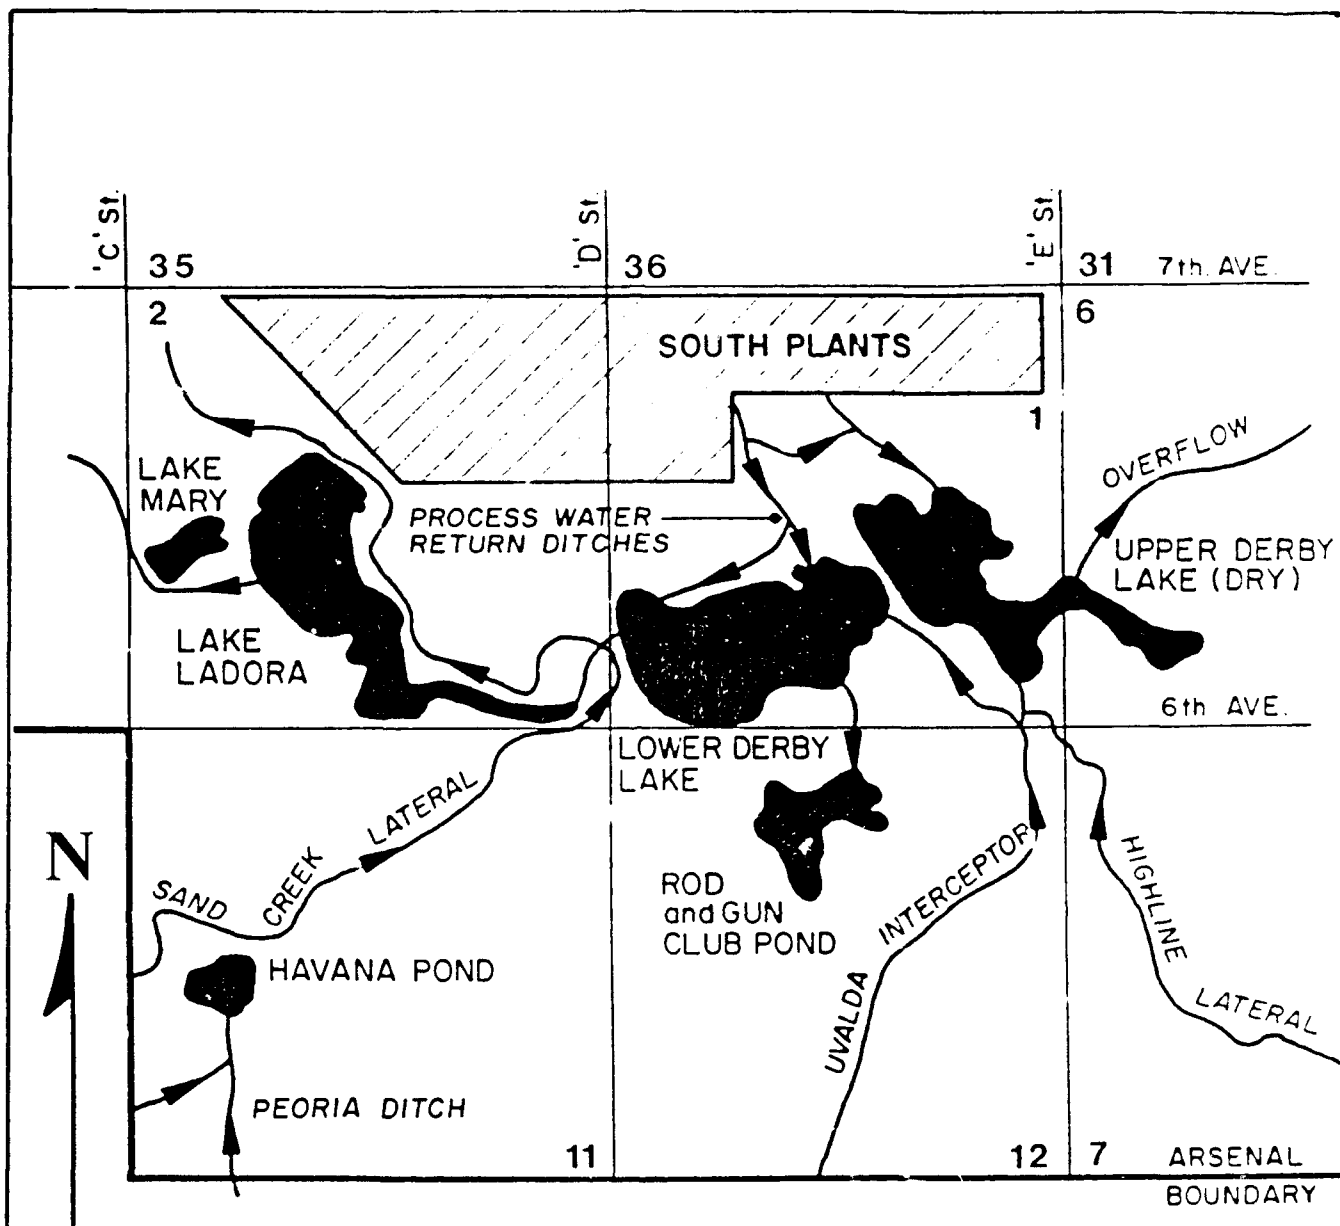 'C' St.
'D' St.
'E' St.
35
36
31
7th. AVE.
2
6
SOUTH PLANTS
1
OVERFLOW
LAKE
MARY
PROCESS WATER
RETURN DITCHES
UPPER DERBY
LAKE (DRY)
LAKE
LADORA
6th AVE.
LOWER DERBY
LAKE
SAND CREEK LATERAL
N
ROD
and GUN
CLUB POND
UVALDA INTERCEPTOR
HIGHLINE LATERAL
HAVANA POND
PEORIA DITCH
11
12
7
ARSENAL
BOUNDARY